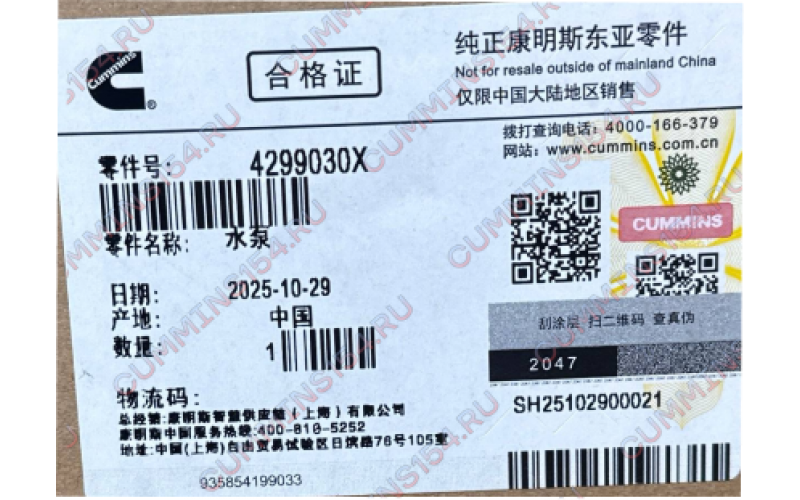 Cummins
®
合格证
纯正康明斯东亚零件
Not for resale outside of mainland China
仅限中国大陆地区销售
拨打查询电话：4000-166-379
网站：www.cummins.com.cn
零件号: 4299030X
零件名称: 水泵
CUMMINS
日期: 2025-10-29
产地: 中国
数量: 1
刮涂层 扫二维码 查真伪
2047
物流码:
SH25102900021
总经销:康明斯智慧供应链（上海）有限公司
康明斯中国服务热线:400-810-5252
地址:中国(上海)自由贸易试验区日滨路76号105室
935854199033
CUMMINS154.RU